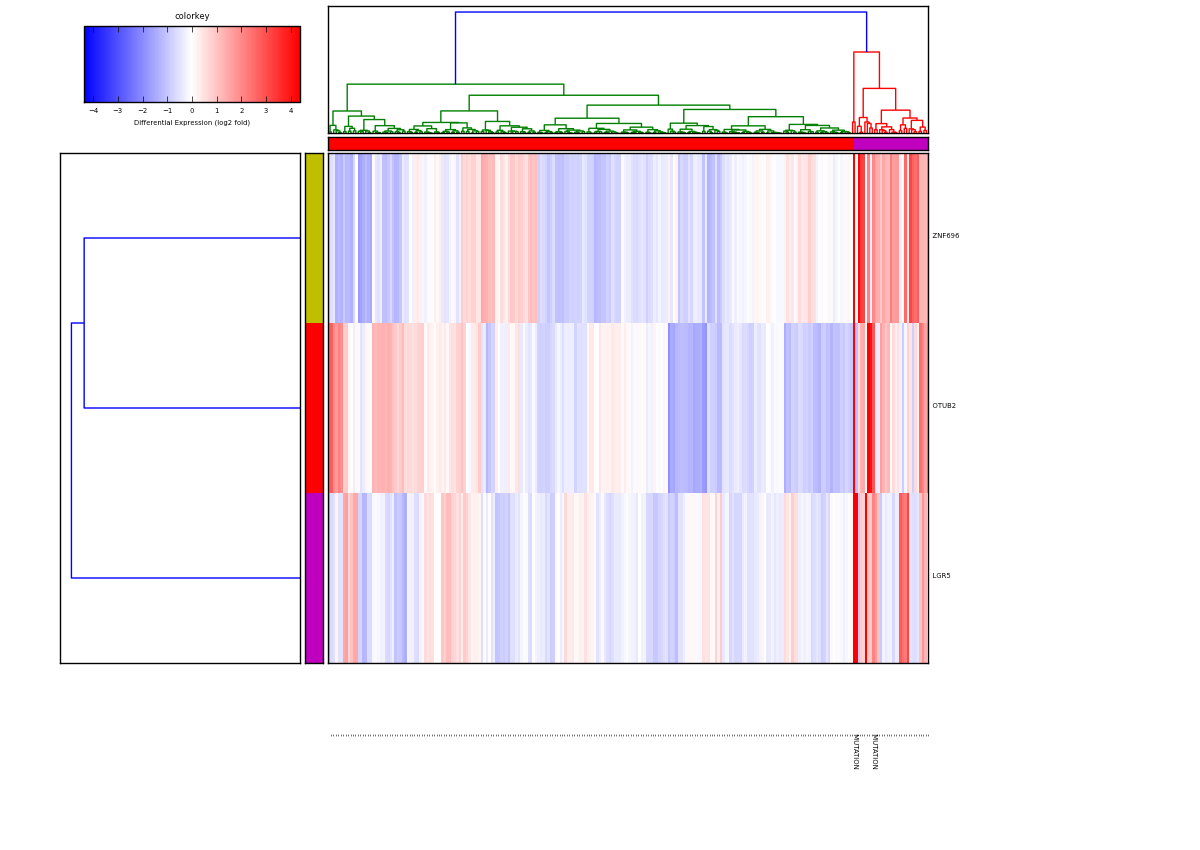 colorkey
−4 −3 −2 −1 0 1 2 3 4
Differential Expression (log2 fold)
ZNF696
OTUB2
LGR5
MUTATION MUTATION